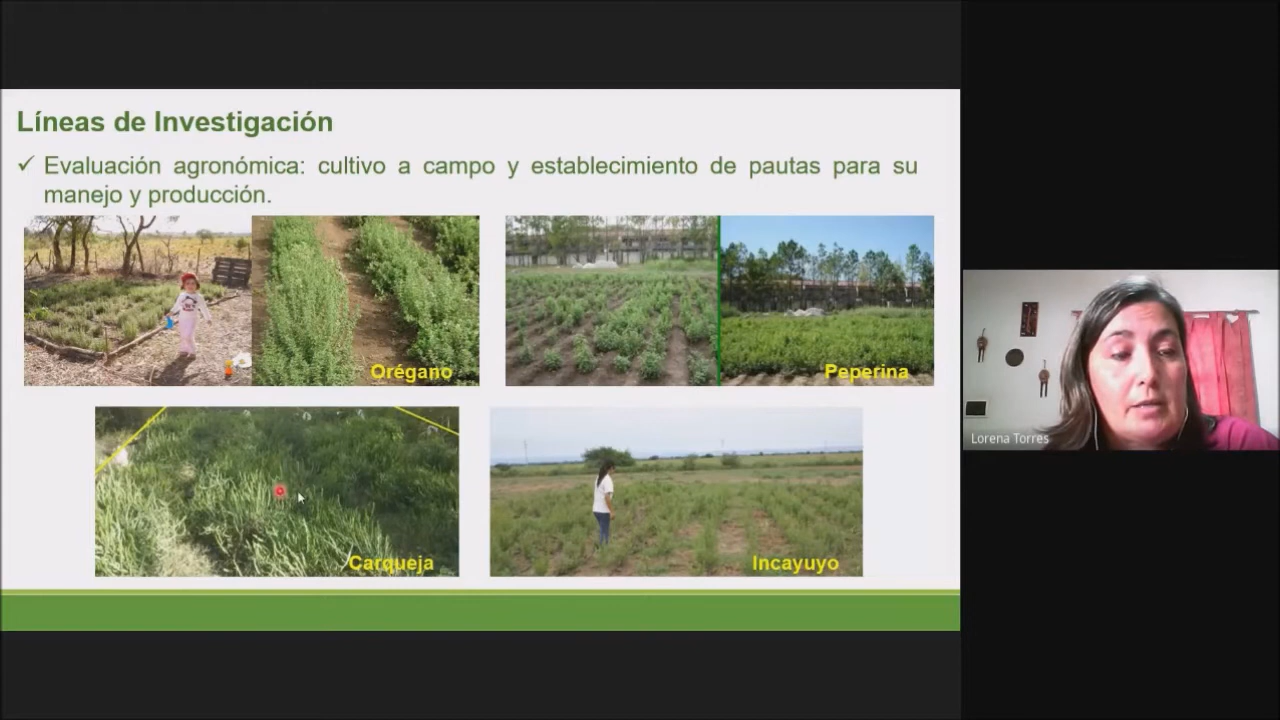 Líneas de Investigación
✓ Evaluación agronómica: cultivo a campo y establecimiento de pautas para su
manejo y producción.
Orégano
Peperina
Carqueja
Incayuyo
Lorena Torres